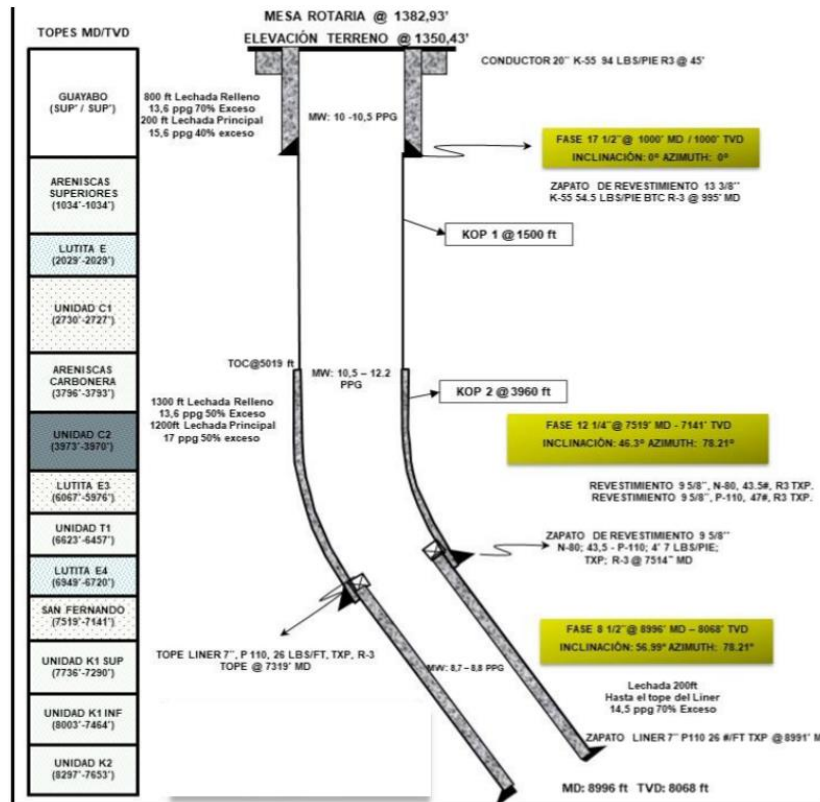 MESA ROTARIA @ 1382,93'
ELEVACIÓN TERRENO @ 1350,43'
TOPES MD/TVD
CONDUCTOR 20'' K-55 94 LBS/PIE R3 @ 45'
GUAYABO
(SUP' / SUP')
800 ft Lechada Relleno
13,6 ppg 70% Exceso
200 ft Lechada Principal
15,6 ppg 40% exceso
MW: 10 -10,5 PPG
FASE 17 1/2''@ 1000' MD / 1000' TVD
INCLINACIÓN: 0º AZIMUTH: 0º
ARENISCAS
SUPERIORES
(1034'-1034')
ZAPATO DE REVESTIMIENTO 13 3/8''
K-55 54.5 LBS/PIE BTC R-3 @ 995' MD
KOP 1 @ 1500 ft
LUTITA E
(2029'-2029')
UNIDAD C1
(2730'-2727')
ARENISCAS
CARBONERA
(3796'-3793')
TOC@5019 ft
MW: 10,5 – 12.2
PPG
KOP 2 @ 3960 ft
1300 ft Lechada Relleno
13,6 ppg 50% Exceso
1200ft Lechada Principal
17 ppg 50% exceso
UNIDAD C2
(3973'-3970')
FASE 12 1/4''@ 7519' MD - 7141' TVD
INCLINACIÓN: 46.3º AZIMUTH: 78.21º
LUTITA E3
(6067'-5976')
REVESTIMIENTO 9 5/8'', N-80, 43.5#, R3 TXP.
REVESTIMIENTO 9 5/8'', P-110, 47#, R3 TXP.
UNIDAD T1
(6623'-6457')
ZAPATO DE REVESTIMIENTO 9 5/8''
N-80; 43,5 - P-110; 4' 7 LBS/PIE;
TXP; R-3 @ 7514'' MD
LUTITA E4
(6949'-6720')
SAN FERNANDO
(7519'-7141')
FASE 8 1/2''@ 8996' MD – 8068' TVD
INCLINACIÓN: 56.99º AZIMUTH: 78.21º
TOPE LINER 7'', P 110, 26 LBS/FT, TXP, R-3
TOPE @ 7319' MD
MW: 8,7 – 8,8 PPG
UNIDAD K1 SUP
(7736'-7290')
Lechada 200ft
Hasta el tope del Liner
14,5 ppg 70% Exceso
UNIDAD K1 INF
(8003'-7464')
ZAPATO LINER 7'' P110 26 #/FT TXP @ 8991' M
UNIDAD K2
(8297'-7653')
MD: 8996 ft TVD: 8068 ft